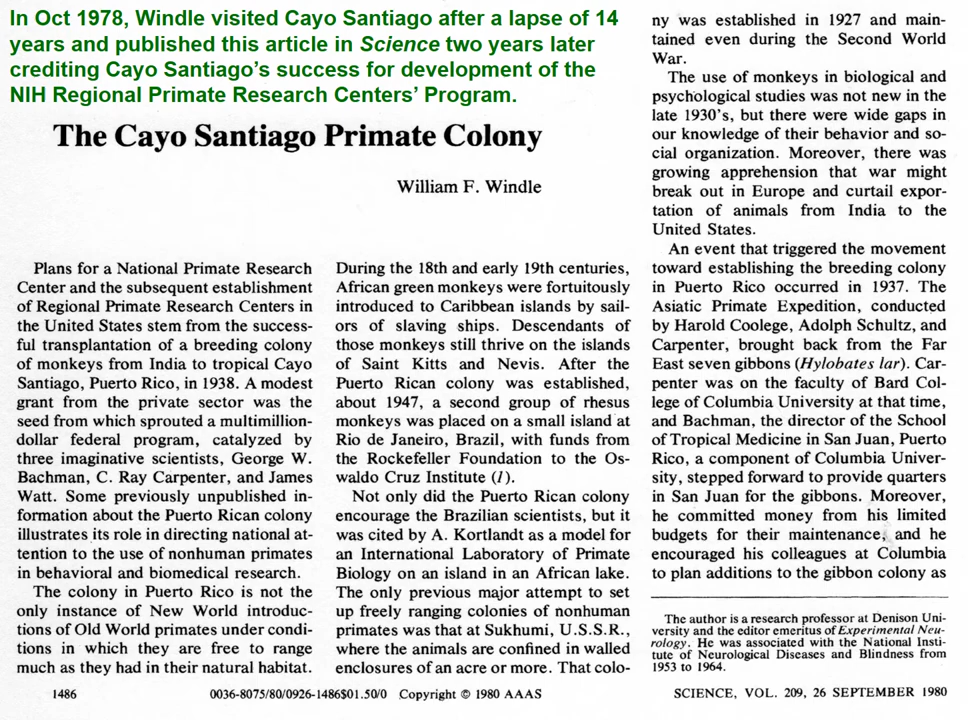 In Oct 1978, Windle visited Cayo Santiago after a lapse of 14
years and published this article in Science two years later
crediting Cayo Santiago's success for development of the
NIH Regional Primate Research Centers' Program.
The Cayo Santiago Primate Colony
William F. Windle
Plans for a National Primate Research
Center and the subsequent establishment
of Regional Primate Research Centers in
the United States stem from the success-
ful transplantation of a breeding colony
of monkeys from India to tropical Cayo
Santiago, Puerto Rico, in 1938. A modest
grant from the private sector was the
seed from which sprouted a multimillion-
dollar federal program, catalyzed by
three imaginative scientists, George W.
Bachman, C. Ray Carpenter, and James
Watt. Some previously unpublished in-
formation about the Puerto Rican colony
illustrates its role in directing national at-
tention to the use of nonhuman primates
in behavioral and biomedical research.
The colony in Puerto Rico is not the
only instance of New World introduc-
tions of Old World primates under condi-
tions in which they are free to range
much as they had in their natural habitat.
During the 18th and early 19th centuries,
African green monkeys were fortuitously
introduced to Caribbean islands by sail-
ors of slaving ships. Descendants of
those monkeys still thrive on the islands
of Saint Kitts and Nevis. After the
Puerto Rican colony was established,
about 1947, a second group of rhesus
monkeys was placed on a small island at
Rio de Janeiro, Brazil, with funds from
the Rockefeller Foundation to the Os-
waldo Cruz Institute (1).
Not only did the Puerto Rican colony
encourage the Brazilian scientists, but it
was cited by A. Kortlandt as a model for
an International Laboratory of Primate
Biology on an island in an African lake.
The only previous major attempt to set
up freely ranging colonies of nonhuman
primates was that at Sukhumi, U.S.S.R.,
where the animals are confined in walled
enclosures of an acre or more. That colo-
ny was established in 1927 and main-
tained even during the Second World
War.
The use of monkeys in biological and
psychological studies was not new in the
late 1930's, but there were wide gaps in
our knowledge of their behavior and so-
cial organization. Moreover, there was
growing apprehension that war might
break out in Europe and curtail expor-
tation of animals from India to the
United States.
An event that triggered the movement
toward establishing the breeding colony
in Puerto Rico occurred in 1937. The
Asiatic Primate Expedition, conducted
by Harold Coolege, Adolph Schultz, and
Carpenter, brought back from the Far
East seven gibbons (Hylobates lar). Car-
penter was on the faculty of Bard Col-
lege of Columbia University at that time,
and Bachman, the director of the School
of Tropical Medicine in San Juan, Puerto
Rico, a component of Columbia Univer-
sity, stepped forward to provide quarters
in San Juan for the gibbons. Moreover,
he committed money from his limited
budgets for their maintenance, and he
encouraged his colleagues at Columbia
to plan additions to the gibbon colony as
The author is a research professor at Denison Uni-
versity and the editor emeritus of Experimental Neu-
rology. He was associated with the National Insti-
tute of Neurological Diseases and Blindness from
1953 to 1964.
1486 0036-8075/80/0926-1486$01.50/0 Copyright © 1980 AAAS SCIENCE, VOL. 209, 26 SEPTEMBER 1980